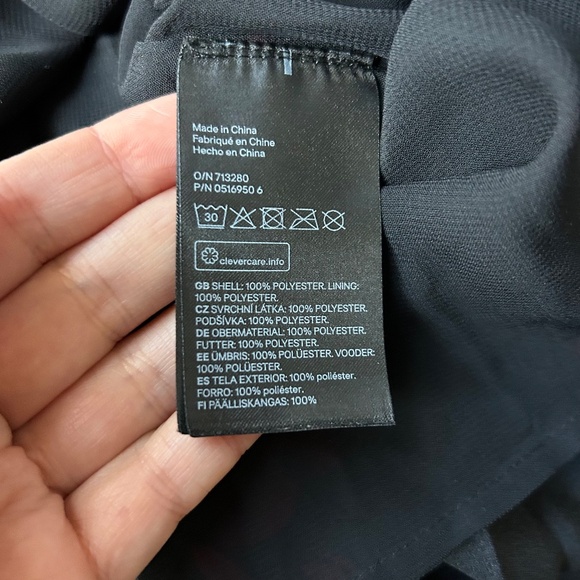 Made in China
Fabriqué en Chine
Hecho en China
O/N 713280
P/N 0516950 6
30
clevercare.info
GB SHELL: 100% POLYESTER. LINING:
100% POLYESTER.
CZ SVRCHNÍ LÁTKA: 100% POLYESTER.
PODŠÍVKA: 100% POLYESTER.
DE OBERMATERIAL: 100% POLYESTER.
FUTTER: 100% POLYESTER.
EE ÜMBRIS: 100% POLÜESTER. VOODER:
100% POLÜESTER.
ES TELA EXTERIOR: 100% poliéster.
FORRO: 100% poliéster.
FI PÄÄLLISKANGAS: 100%